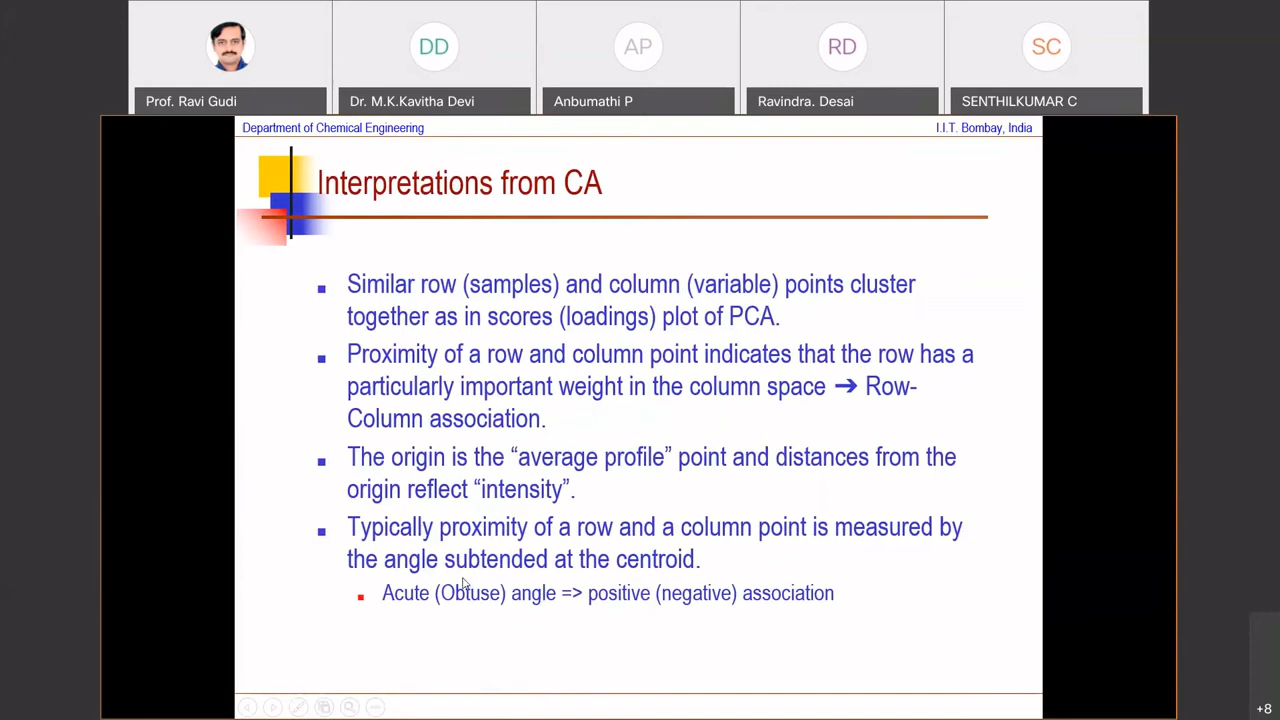 DD
AP
RD
SC
Prof. Ravi Gudi
Dr. M.K.Kavitha Devi
Anbumathi P
Ravindra. Desai
SENTHILKUMAR C
Department of Chemical Engineering
I.I.T. Bombay, India
Interpretations from CA
Similar row (samples) and column (variable) points cluster
together as in scores (loadings) plot of PCA.
Proximity of a row and column point indicates that the row has a
particularly important weight in the column space ➔ Row-
Column association.
The origin is the “average profile” point and distances from the
origin reflect “intensity”.
Typically proximity of a row and a column point is measured by
the angle subtended at the centroid.
Acute (Obtuse) angle => positive (negative) association
+8